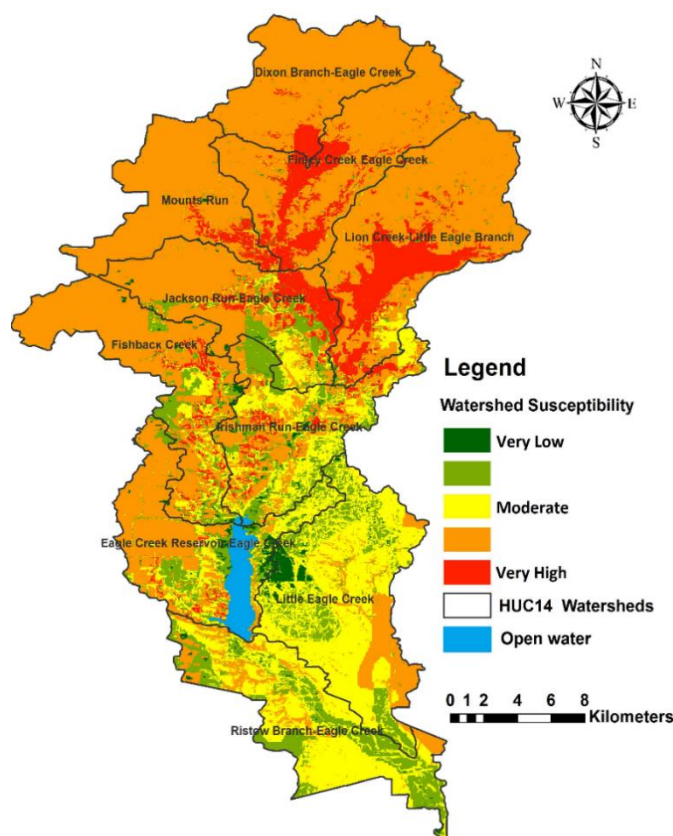 Dixon Branch-Eagle Creek
N
W E
S
Finley Creek Eagle Creek
Mounts Run
Lion Creek-Little Eagle Branch
Jackson Run-Eagle Creek
Fishback Creek
Legend
Watershed Susceptibility
Very Low
Irishman Run-Eagle Creek
Moderate
Eagle Creek Reservoir-Eagle Creek
Very High
Little Eagle Creek
HUC14 Watersheds
Open water
0 1 2 4 6 8
Kilometers
Ristow Branch-Eagle Creek